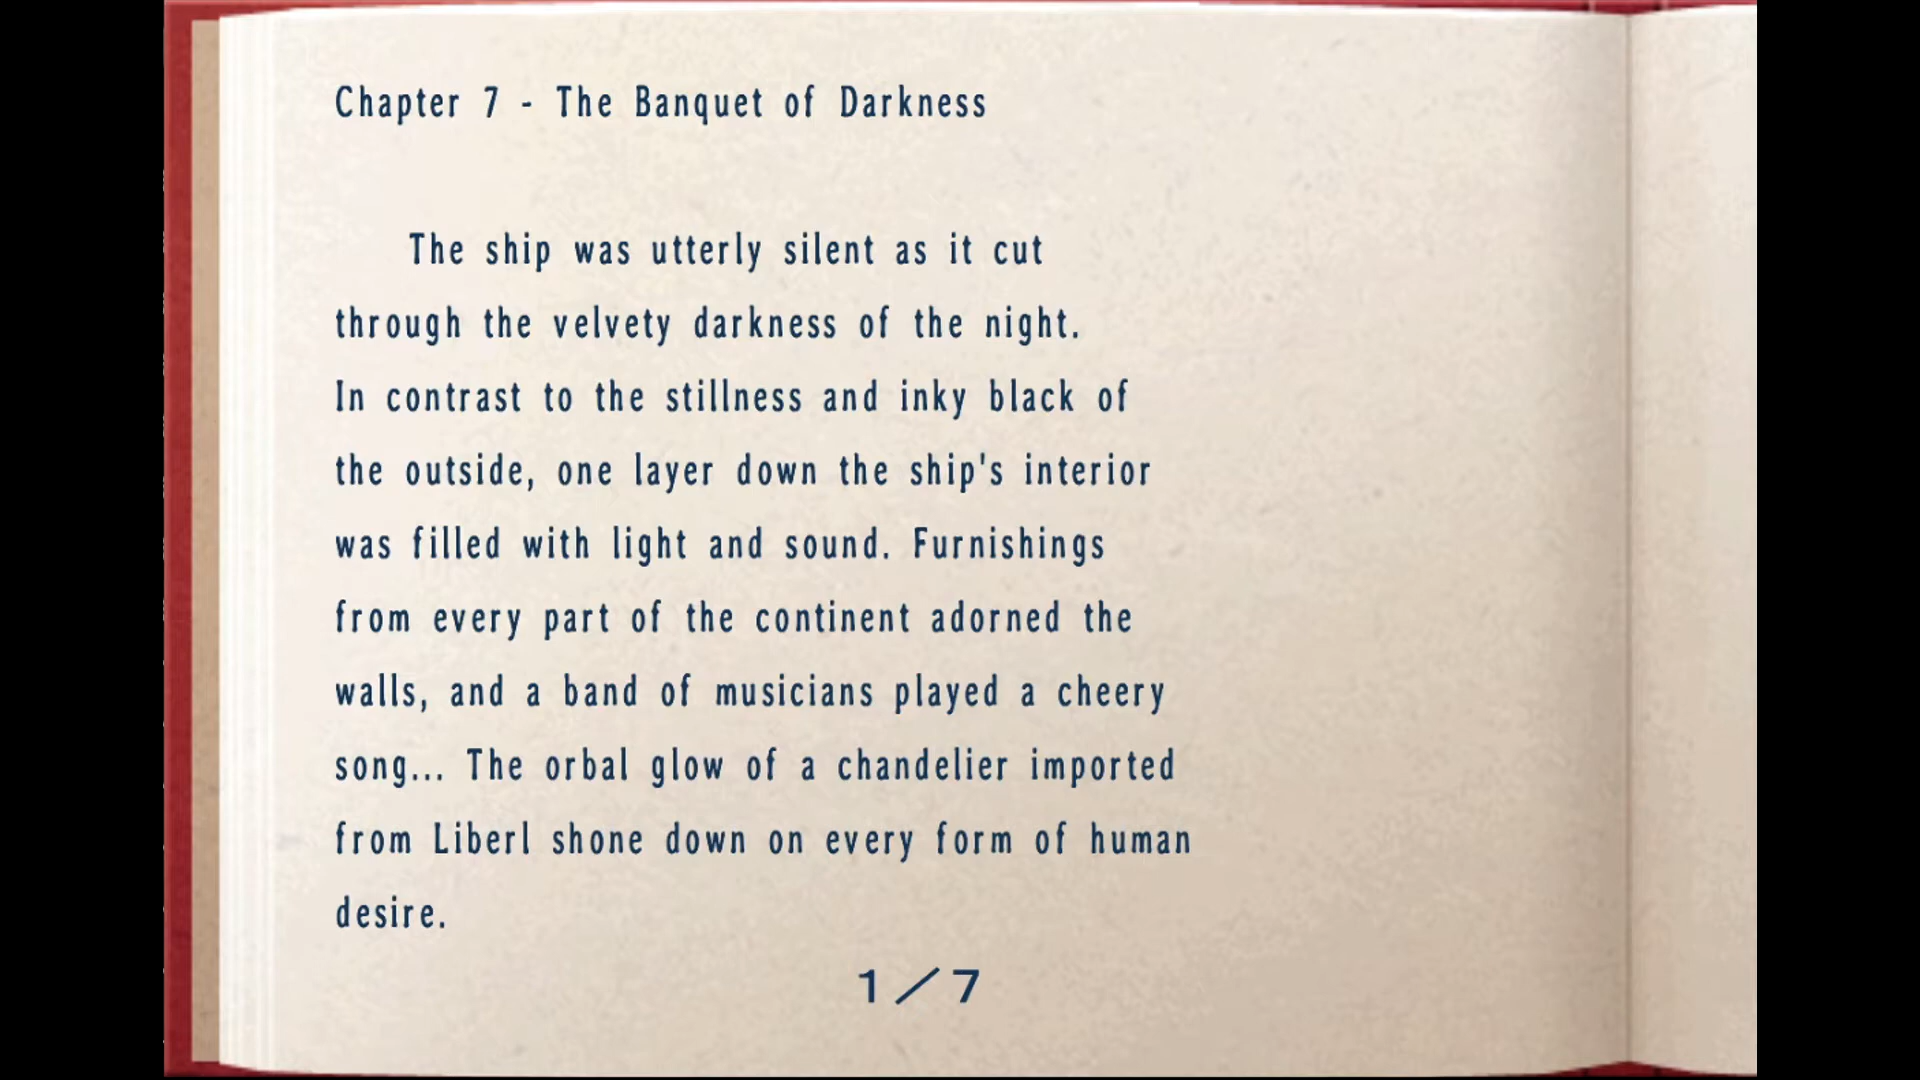 Chapter 7 - The Banquet of Darkness
The ship was utterly silent as it cut
through the velvety darkness of the night.
In contrast to the stillness and inky black of
the outside, one layer down the ship's interior
was filled with light and sound. Furnishings
from every part of the continent adorned the
walls, and a band of musicians played a cheery
song... The orbal glow of a chandelier imported
from Liberl shone down on every form of human
desire.
1／7